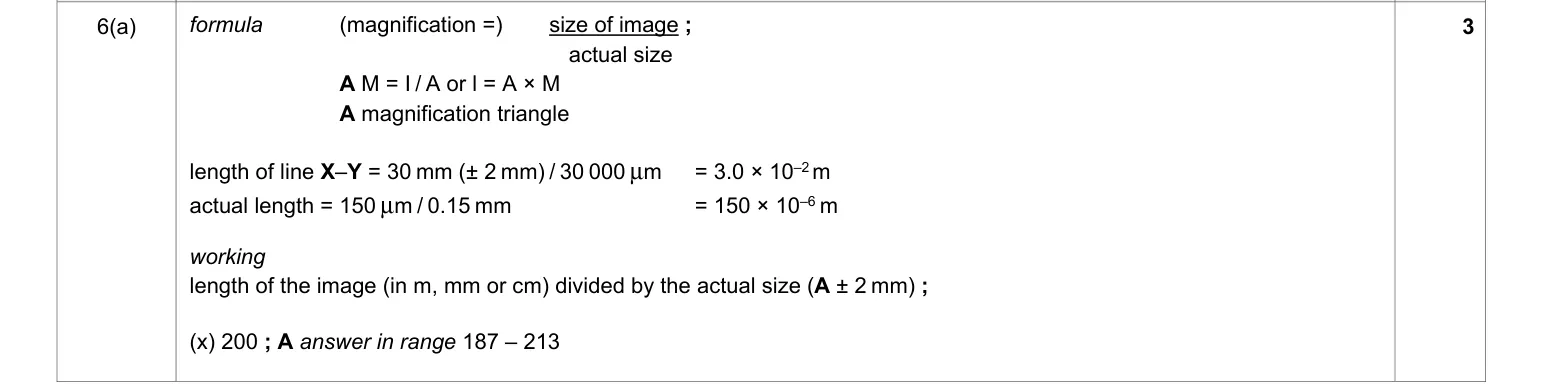 6(a) formula (magnification =) size of image ; 3
actual size
A M = I / A or I = A × M
A magnification triangle
length of line X–Y = 30 mm (± 2 mm) / 30 000 µm = 3.0 × 10⁻² m
actual length = 150 µm / 0.15 mm = 150 × 10⁻⁶ m
working
length of the image (in m, mm or cm) divided by the actual size (A ± 2 mm) ;
(x) 200 ; A answer in range 187 – 213